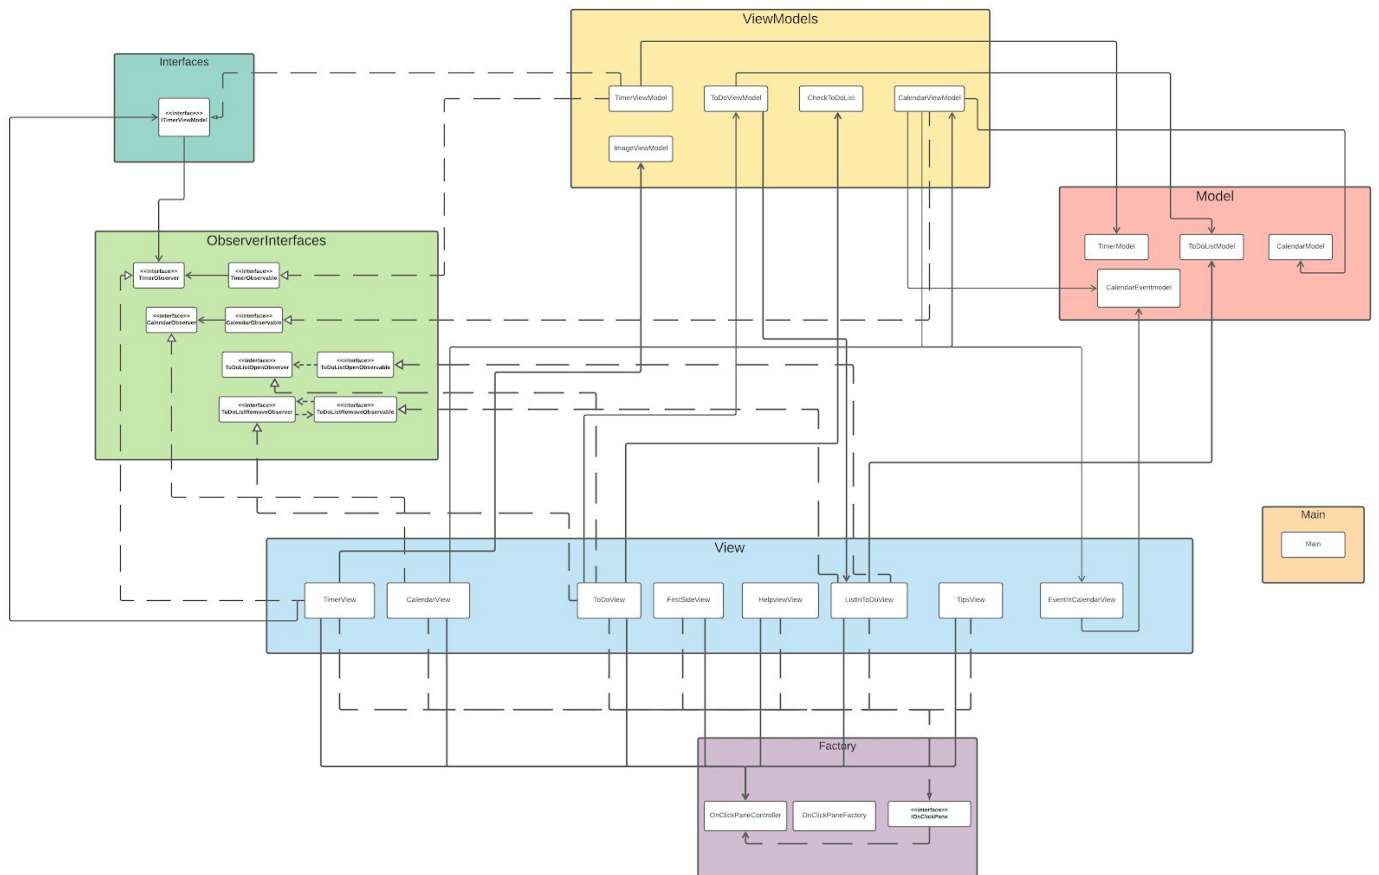 ViewModels
Interfaces
<<interface>>
ITimerViewModel
TimerViewModel
ToDoViewModel
CheckToDoList
CalendarViewModel
ImageViewModel
Model
TimerModel
ToDoListModel
CalendarModel
CalendarEventmodel
ObserverInterfaces
<<interface>>
TimerObserver
<<interface>>
TimerObservable
<<interface>>
CalendarObserver
<<interface>>
CalendarObservable
<<interface>>
ToDoListOpenObserver
<<interface>>
ToDoListOpenObservable
<<interface>>
ToDoListRemoveObserver
<<interface>>
ToDoListRemoveObservable
Main
Main
View
TimerView
CalendarView
ToDoView
FirstSideView
HelpviewView
ListInToDoView
TipsView
EventInCalendarView
Factory
OnClickPaneController
OnClickPaneFactory
<<interface>>
IOnClickPane